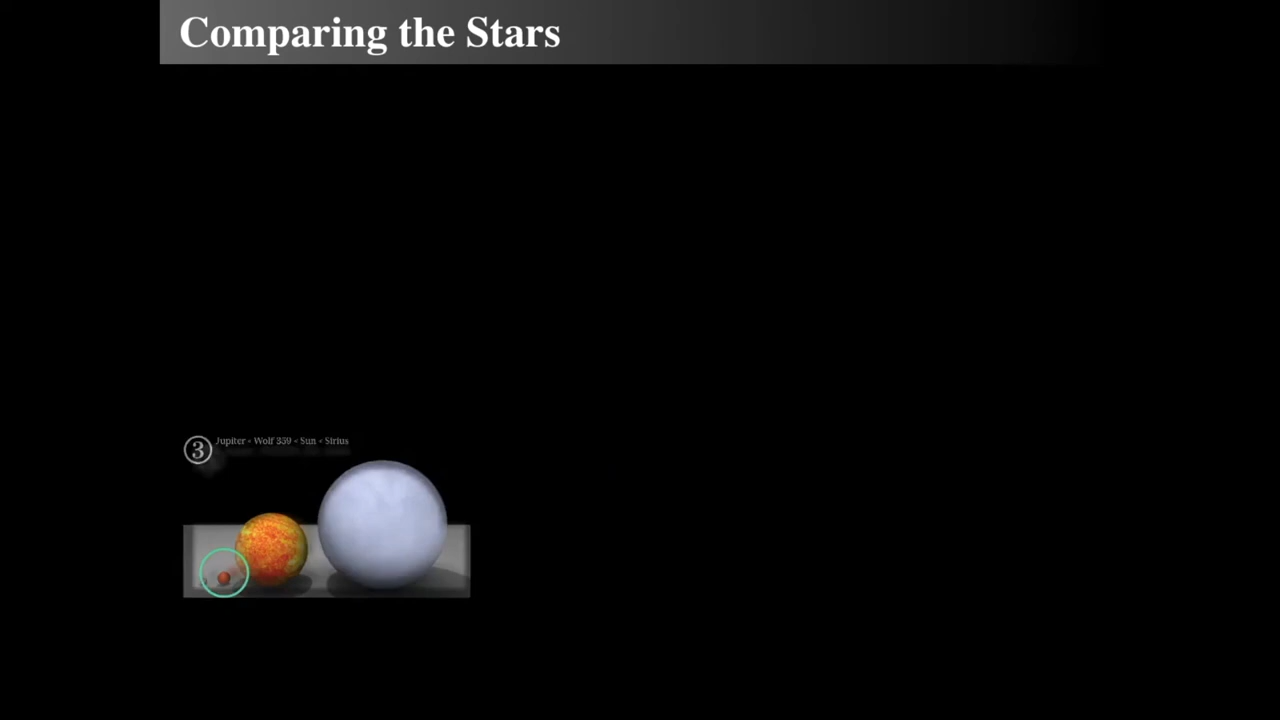 Comparing the Stars
3
Jupiter < Wolf 359 < Sun < Sirius